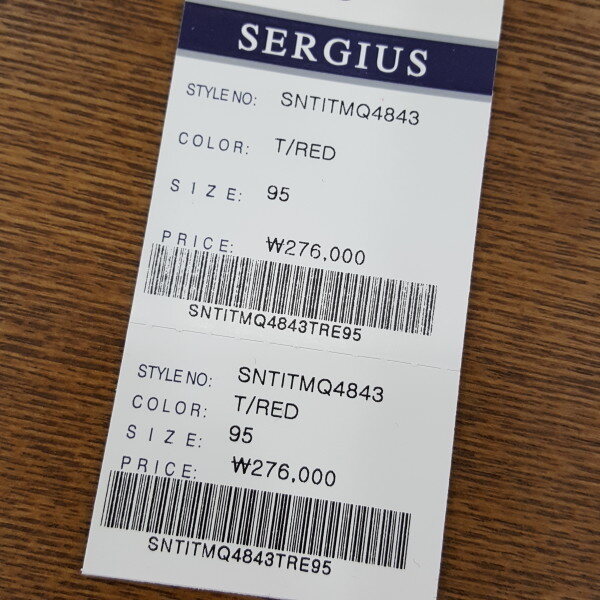 SERGIUS
STYLE NO: SNTITMQ4843
COLOR: T/RED
SIZE: 95
PRICE: ₩276,000
SNTITMQ4843TRE95
STYLE NO: SNTITMQ4843
COLOR: T/RED
SIZE: 95
PRICE: ₩276,000
SNTITMQ4843TRE95